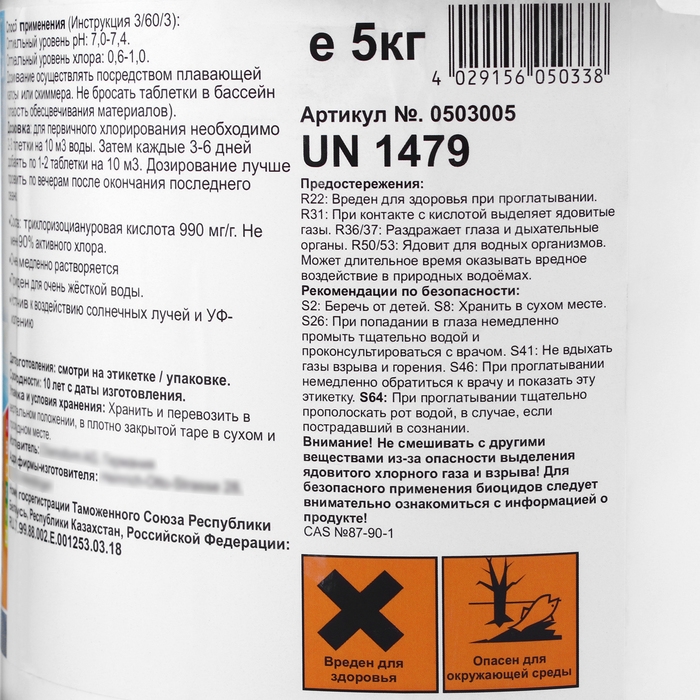 применения (Инструкция 3/60/3):
уровень pH: 7,0-7,4.
уровень хлора: 0,6-1,0.
осуществлять посредством плавающей
или скиммера. Не бросать таблетки в бассейн
обесцвечивания материалов).
для первичного хлорирования необходимо
на 10 м3 воды. Затем каждые 3-6 дней
по 1-2 таблетки на 10 м3. Дозирование лучше
по вечерам после окончания последнего
трихлоризоциануровая кислота 990 мг/г. Не
90% активного хлора.
медленно растворяется
для очень жёсткой воды.
к воздействию солнечных лучей и УФ-
смотри на этикетке / упаковке.
10 лет с даты изготовления.
и условия хранения: Хранить и перевозить в
положении, в плотно закрытой таре в сухом и
месте.
фирмы-изготовителя:
госрегистрации Таможенного Союза Республики
Республики Казахстан, Российской Федерации:
.99.88.002.E.001253.03.18
e 5кг
4 029156 050338
Артикул №. 0503005
UN 1479
Предостережения:
R22: Вреден для здоровья при проглатывании.
R31: При контакте с кислотой выделяет ядовитые
газы. R36/37: Раздражает глаза и дыхательные
органы. R50/53: Ядовит для водных организмов.
Может длительное время оказывать вредное
воздействие в природных водоёмах.
Рекомендации по безопасности:
S2: Беречь от детей. S8: Хранить в сухом месте.
S26: При попадании в глаза немедленно
промыть тщательно водой и
проконсультироваться с врачом. S41: Не вдыхать
газы взрыва и горения. S46: При проглатывании
немедленно обратиться к врачу и показать эту
этикетку. S64: При проглатывании тщательно
прополоскать рот водой, в случае, если
пострадавший в сознании.
Внимание! Не смешивать с другими
веществами из-за опасности выделения
ядовитого хлорного газа и взрыва! Для
безопасного применения биоцидов следует
внимательно ознакомиться с информацией о
продукте!
CAS №87-90-1
Вреден для
здоровья
Опасен для
окружающей среды